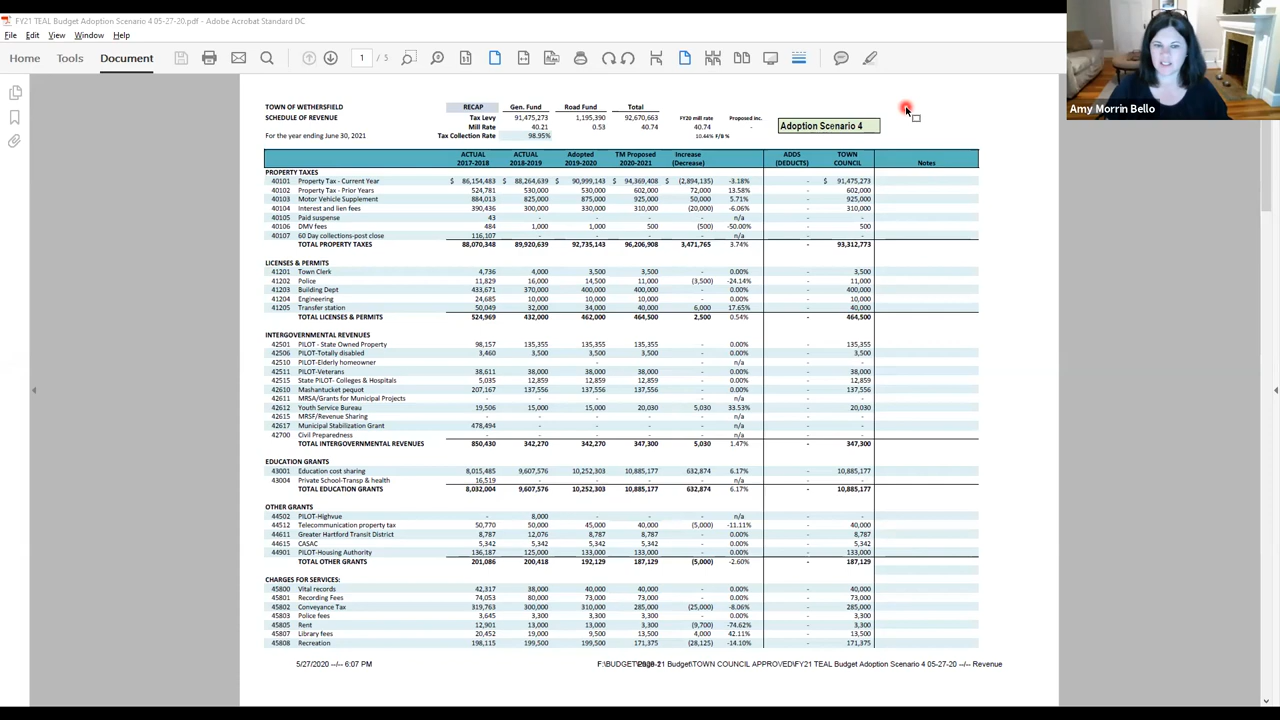 FY21 TEAL Budget Adoption Scenario 4 05-27-20.pdf - Adobe Acrobat Standard DC
File Edit View Window Help
Home Tools Document 1 / 5
Amy Morrin Bello
TOWN OF WETHERSFIELD RECAP Gen. Fund Road Fund Total
SCHEDULE OF REVENUE Tax Levy 91,475,273 1,195,390 92,670,663 FY20 mill rate Proposed inc.
Mill Rate 40.21 0.53 40.74 40.74 -
For the year ending June 30, 2021 Tax Collection Rate 98.95% 10.44% F/B %
Adoption Scenario 4
ACTUAL ACTUAL Adopted TM Proposed Increase ADDS TOWN
2017-2018 2018-2019 2019-2020 2020-2021 (Decrease) (DEDUCTS) COUNCIL Notes
PROPERTY TAXES
40101 Property Tax - Current Year $ 86,154,483 $ 88,264,639 $ 90,999,143 $ 94,369,408 $ (2,894,135) -3.18% - $ 91,475,273
40102 Property Tax - Prior Years 524,781 530,000 530,000 602,000 72,000 13.58% - 602,000
40103 Motor Vehicle Supplement 884,013 825,000 875,000 925,000 50,000 5.71% - 925,000
40104 Interest and lien fees 390,436 300,000 330,000 310,000 (20,000) -6.06% - 310,000
40105 Paid suspense 43 - - - - n/a - -
40106 DMV fees 484 1,000 1,000 500 (500) -50.00% - 500
40107 60 Day collections-post close 116,107 - - - - n/a - -
TOTAL PROPERTY TAXES 88,070,348 89,920,639 92,735,143 96,206,908 3,471,765 3.74% - 93,312,773
LICENSES & PERMITS
41201 Town Clerk 4,736 4,000 3,500 3,500 - 0.00% - 3,500
41202 Police 11,829 16,000 14,500 11,000 (3,500) -24.14% - 11,000
41203 Building Dept 433,671 370,000 400,000 400,000 - 0.00% - 400,000
41204 Engineering 24,685 10,000 10,000 10,000 - 0.00% - 10,000
41205 Transfer station 50,049 32,000 34,000 40,000 6,000 17.65% - 40,000
TOTAL LICENSES & PERMITS 524,969 432,000 462,000 464,500 2,500 0.54% - 464,500
INTERGOVERNMENTAL REVENUES
42501 PILOT - State Owned Property 98,157 135,355 135,355 135,355 - 0.00% - 135,355
42506 PILOT-Totally disabled 3,460 3,500 3,500 3,500 - 0.00% - 3,500
42510 PILOT-Elderly homeowner - - - n/a - -
42511 PILOT-Veterans 38,611 38,000 38,000 38,000 - 0.00% - 38,000
42515 State PILOT- Colleges & Hospitals 5,035 12,859 12,859 12,859 - 0.00% - 12,859
42610 Mashantucket pequot 207,167 137,556 137,556 137,556 - 0.00% - 137,556
42611 MRSA/Grants for Municipal Projects - - - - - n/a - -
42612 Youth Service Bureau 19,506 15,000 15,000 20,030 5,030 33.53% - 20,030
42615 MRSF/Revenue Sharing - - - - - n/a - -
42617 Municipal Stabilization Grant 478,494 - - - - n/a - -
42700 Civil Preparedness - - - - - n/a - -
TOTAL INTERGOVERNMENTAL REVENUES 850,430 342,270 342,270 347,300 5,030 1.47% - 347,300
EDUCATION GRANTS
43001 Education cost sharing 8,015,485 9,607,576 10,252,303 10,885,177 632,874 6.17% - 10,885,177
43004 Private School-Transp & health 16,519 - - - - n/a - -
TOTAL EDUCATION GRANTS 8,032,004 9,607,576 10,252,303 10,885,177 632,874 6.17% - 10,885,177
OTHER GRANTS
44502 PILOT-Highvue - 8,000 - - - n/a - -
44512 Telecommunication property tax 50,770 50,000 45,000 40,000 (5,000) -11.11% - 40,000
44611 Greater Hartford Transit District 8,787 12,076 8,787 8,787 - 0.00% - 8,787
44615 CASAC 5,342 5,342 5,342 5,342 - 0.00% - 5,342
44901 PILOT-Housing Authority 136,187 125,000 133,000 133,000 - 0.00% - 133,000
TOTAL OTHER GRANTS 201,086 200,418 192,129 187,129 (5,000) -2.60% - 187,129
CHARGES FOR SERVICES:
45800 Vital records 42,317 38,000 40,000 40,000 - 0.00% - 40,000
45801 Recording Fees 74,053 80,000 73,000 73,000 - 0.00% - 73,000
45802 Conveyance Tax 319,763 300,000 310,000 285,000 (25,000) -8.06% - 285,000
45803 Police fees 3,645 3,300 3,300 3,300 - 0.00% - 3,300
45805 Rent 12,901 13,000 13,000 3,300 (9,700) -74.62% - 3,300
45807 Library fees 20,452 19,000 9,500 13,500 4,000 42.11% - 13,500
45808 Recreation 198,115 199,500 199,500 171,375 (28,125) -14.10% - 171,375
5/27/2020 --/-- 6:07 PM Budget\TOWN COUNCIL APPROVED\FY21 TEAL Budget Adoption Scenario 4 05-27-20 --/-- Revenue